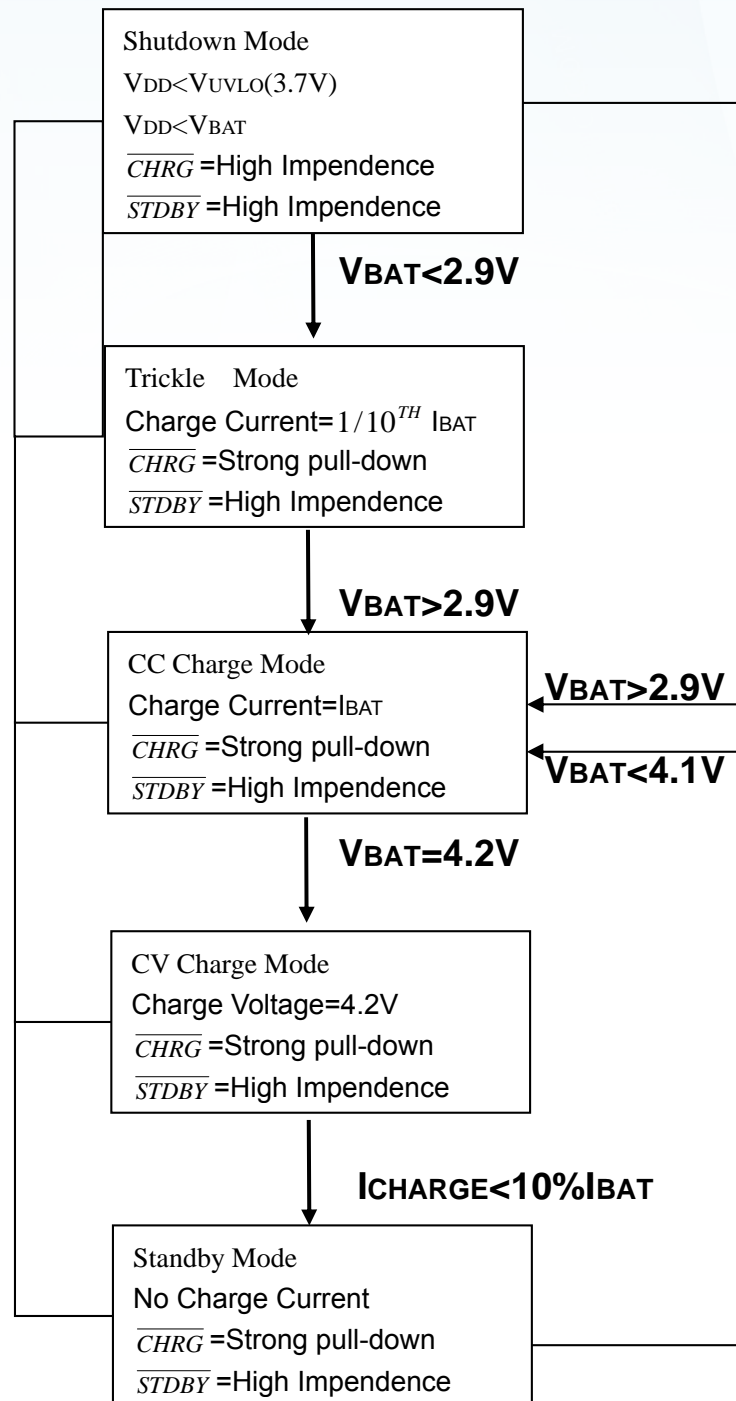 Shutdown Mode
VDD<VUVLO(3.7V)
VDD<VBAT
CHRG =High Impendence
STDBY =High Impendence
VBAT<2.9V
Trickle Mode
Charge Current=1/10TH IBAT
CHRG =Strong pull-down
STDBY =High Impendence
VBAT>2.9V
CC Charge Mode
Charge Current=IBAT
CHRG =Strong pull-down
STDBY =High Impendence
VBAT>2.9V
VBAT<4.1V
VBAT=4.2V
CV Charge Mode
Charge Voltage=4.2V
CHRG =Strong pull-down
STDBY =High Impendence
ICHARGE<10%IBAT
Standby Mode
No Charge Current
CHRG =Strong pull-down
STDBY =High Impendence